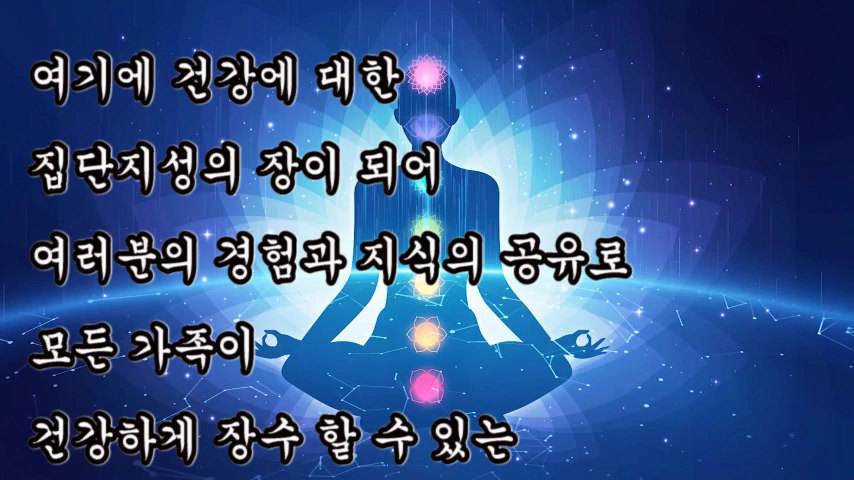 여기에 건강에 대한
집단지성의 장이 되어
여러분의 경험과 지식의 공유로
모든 가족이
건강하게 장수 할 수 있는